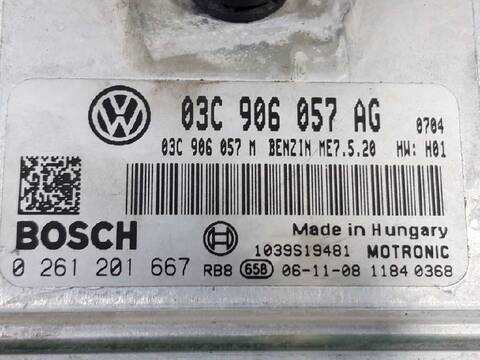 03C 906 057 AG 0704
03C 906 057 M BENZIN ME7.5.20 HW: H01
BOSCH Made in Hungary
1039S19481 MOTRONIC
0 261 201 667 RB8 658 06-11-08 1184 0368